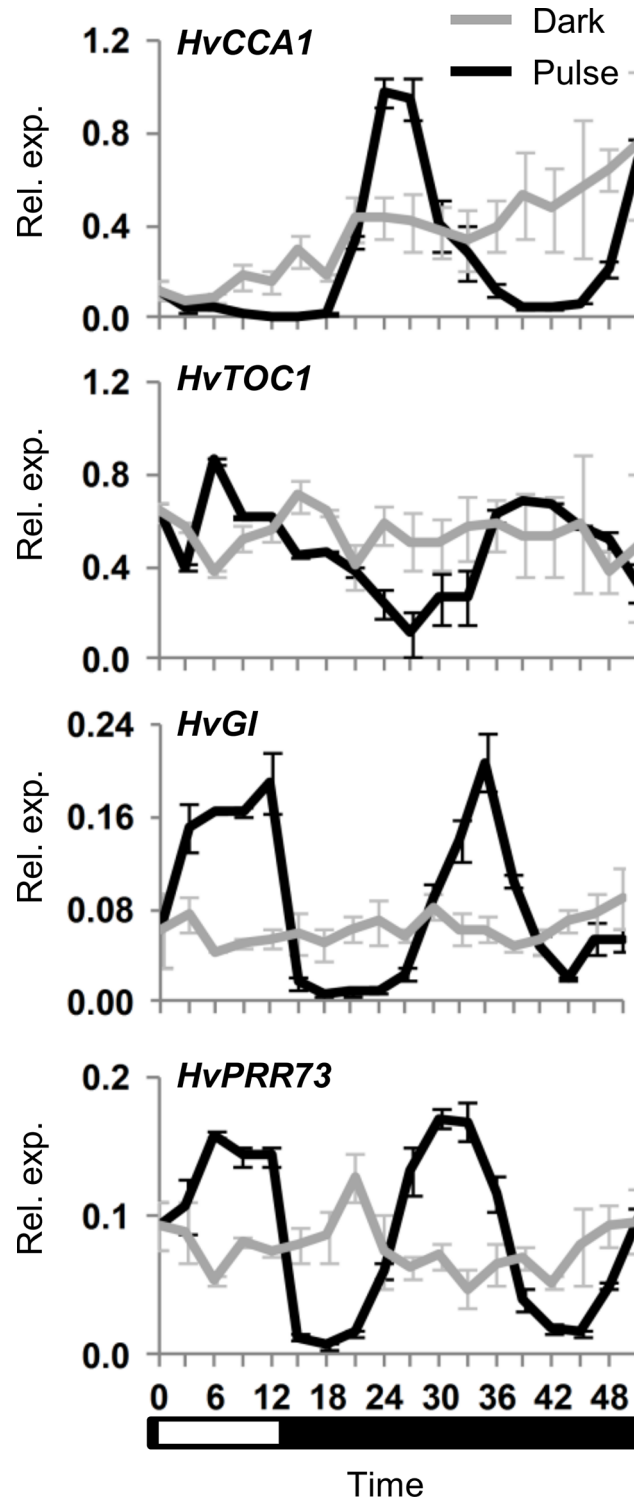 HvCCA1
Dark
Pulse
1.2
0.8
0.4
0.0
Rel. exp.
HvTOC1
1.2
0.8
0.4
0.0
Rel. exp.
HvGI
0.24
0.16
0.08
0.00
Rel. exp.
HvPRR73
0.2
0.1
0.0
Rel. exp.
0 6 12 18 24 30 36 42 48
Time